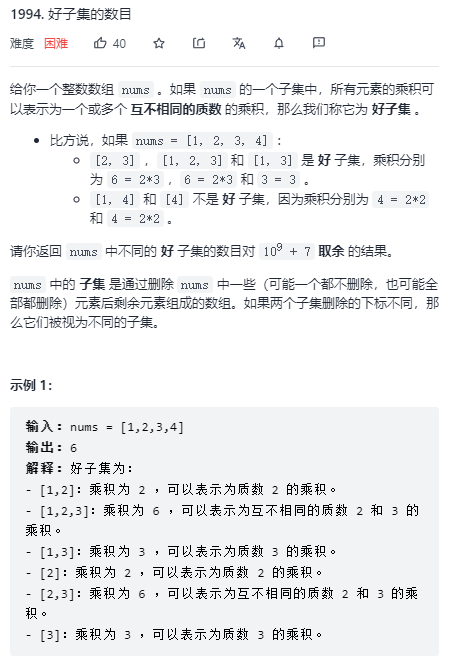 1994. 好子集的数目
难度 困难 40
给你一个整数数组 nums 。如果 nums 的一个子集中，所有元素的乘积可
以表示为一个或多个 互不相同的质数 的乘积，那么我们称它为 好子集 。
• 比方说，如果 nums = [1, 2, 3, 4] ：
◦ [2, 3] ，[1, 2, 3] 和 [1, 3] 是 好 子集，乘积分别
为 6 = 2*3 ，6 = 2*3 和 3 = 3 。
◦ [1, 4] 和 [4] 不是 好 子集，因为乘积分别为 4 = 2*2
和 4 = 2*2 。
请你返回 nums 中不同的 好 子集的数目对 10⁹ + 7 取余 的结果。
nums 中的 子集 是通过删除 nums 中一些（可能一个都不删除，也可能全
部都删除）元素后剩余元素组成的数组。如果两个子集删除的下标不同，那
么它们被视为不同的子集。
示例 1：
输入：nums = [1,2,3,4]
输出：6
解释：好子集为：
- [1,2]：乘积为 2 ，可以表示为质数 2 的乘积。
- [1,2,3]：乘积为 6 ，可以表示为互不相同的质数 2 和 3 的
乘积。
- [1,3]：乘积为 3 ，可以表示为质数 3 的乘积。
- [2]：乘积为 2 ，可以表示为质数 2 的乘积。
- [2,3]：乘积为 6 ，可以表示为互不相同的质数 2 和 3 的乘
积。
- [3]：乘积为 3 ，可以表示为质数 3 的乘积。